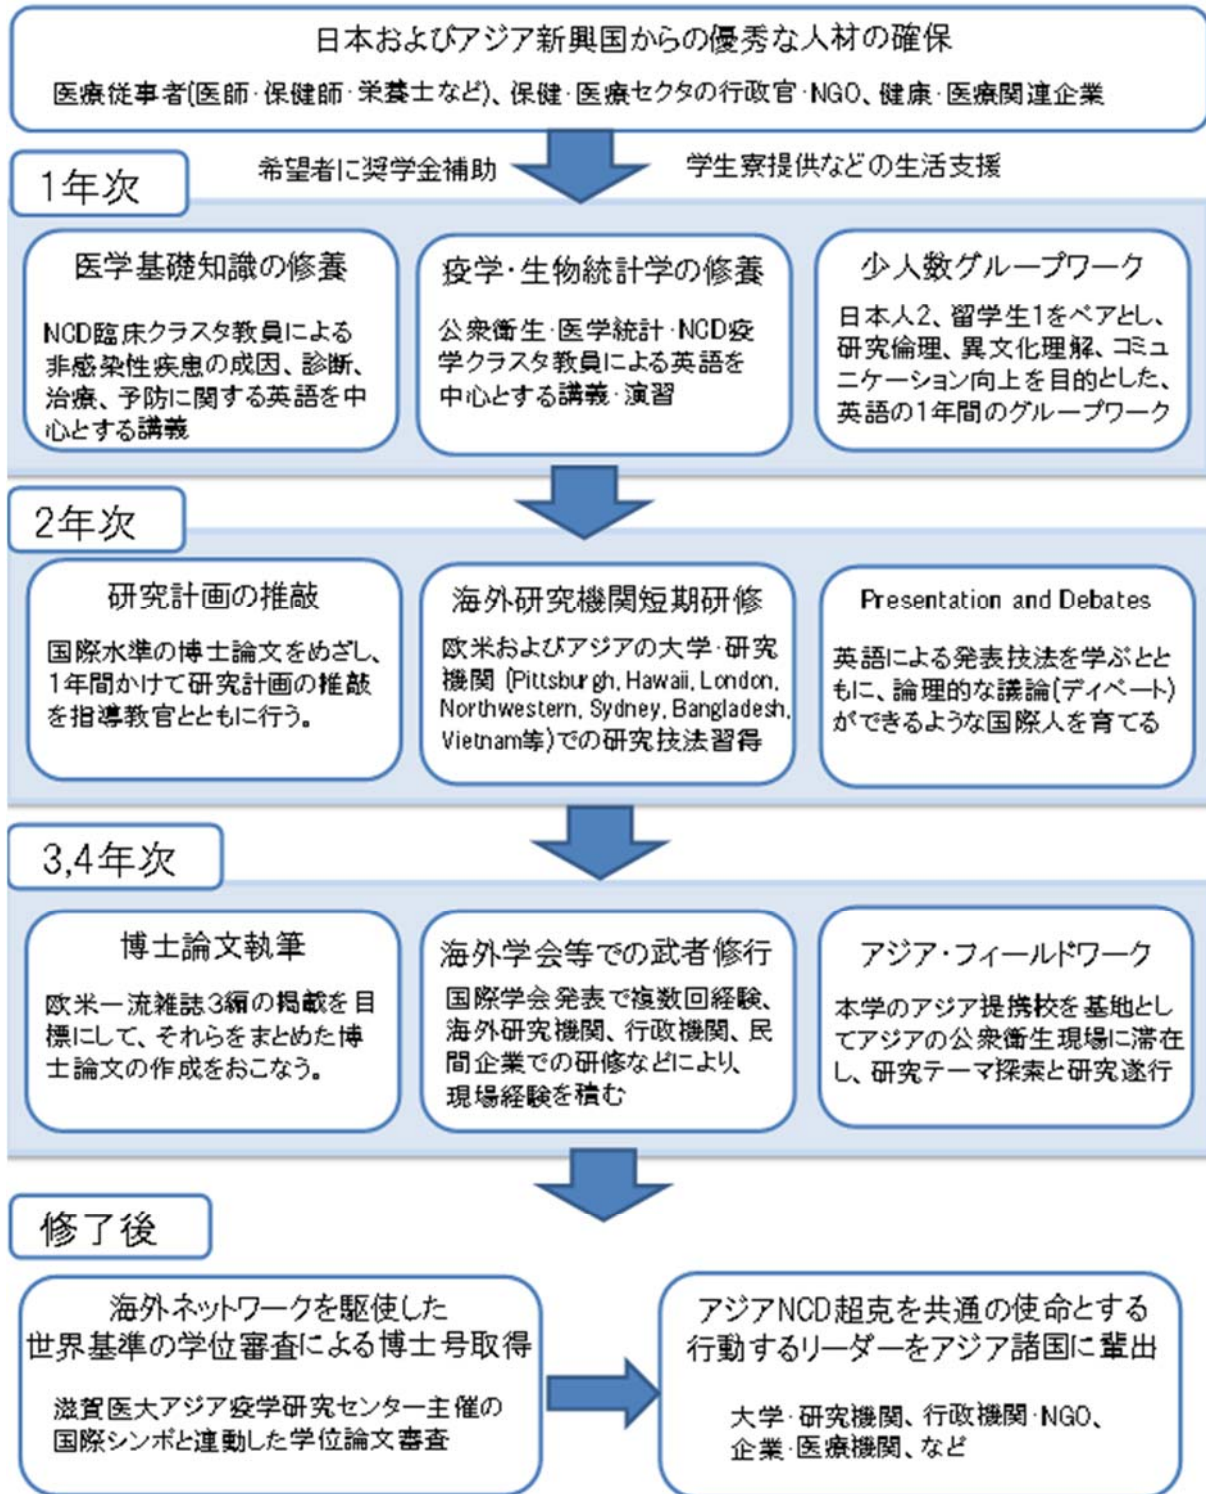 日本およびアジア新興国からの優秀な人材の確保
医療従事者(医師・保健師・栄養士など)、保健・医療セクタの行政官・NGO、健康・医療関連企業
希望者に奨学金補助
学生寮提供などの生活支援
1年次
医学基礎知識の修養
NCD臨床クラスタ教員による
非感染性疾患の成因、診断、
治療、予防に関する英語を中
心とする講義
疫学・生物統計学の修養
公衆衛生・医学統計・NCD疫
学クラスタ教員による英語を
中心とする講義・演習
少人数グループワーク
日本人2、留学生1をペアとし、
研究倫理、異文化理解、コミュ
ニケーション向上を目的とした、
英語の1年間のグループワーク
2年次
研究計画の推敲
国際水準の博士論文をめざし、
1年間かけて研究計画の推敲
を指導教官とともに行う。
海外研究機関短期研修
欧米およびアジアの大学・研究
機関 (Pittsburgh, Hawaii, London,
Northwestern, Sydney, Bangladesh,
Vietnam等)での研究技法習得
Presentation and Debates
英語による発表技法を学ぶとと
もに、論理的な議論(ディベート)
ができるような国際人を育てる
3,4年次
博士論文執筆
欧米一流雑誌3編の掲載を目
標にして、それらをまとめた博
士論文の作成をおこなう。
海外学会等での武者修行
国際学会発表で複数回経験、
海外研究機関、行政機関、民
間企業での研修などにより、
現場経験を積む
アジア・フィールドワーク
本学のアジア提携校を基地とし
てアジアの公衆衛生現場に滞在
し、研究テーマ探索と研究遂行
修了後
海外ネットワークを駆使した
世界基準の学位審査による博士号取得
滋賀医大アジア疫学研究センター主催の
国際シンポと連動した学位論文審査
アジアNCD超克を共通の使命とする
行動するリーダーをアジア諸国に輩出
大学・研究機関、行政機関・NGO、
企業・医療機関、など